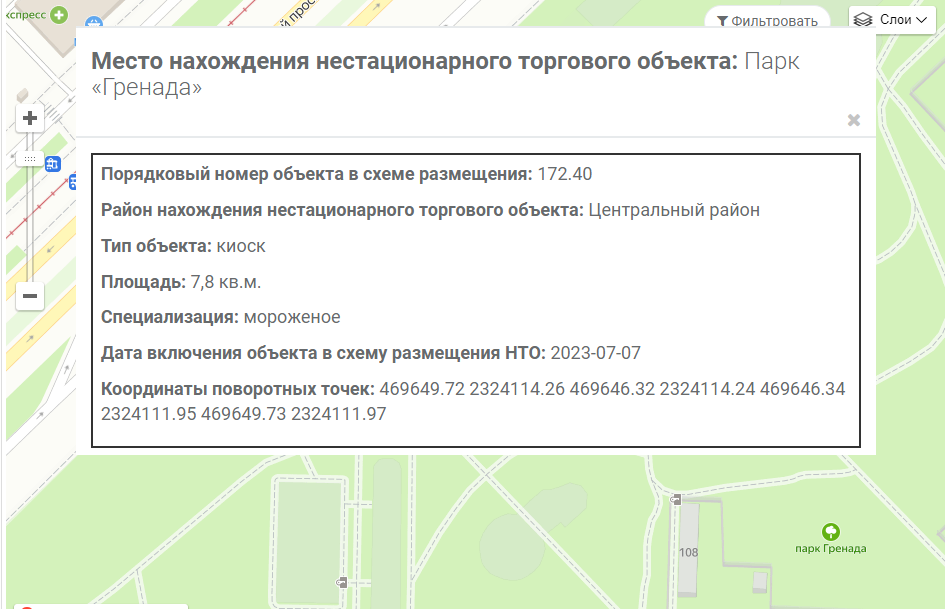 кспресс
й прос
Фильтровать
Слои
Место нахождения нестационарного торгового объекта: Парк
«Гренада»
Порядковый номер объекта в схеме размещения: 172.40
Район нахождения нестационарного торгового объекта: Центральный район
Тип объекта: киоск
Площадь: 7,8 кв.м.
Специализация: мороженое
Дата включения объекта в схему размещения НТО: 2023-07-07
Координаты поворотных точек: 469649.72 2324114.26 469646.32 2324114.24 469646.34
2324111.95 469649.73 2324111.97
108
парк Гренада